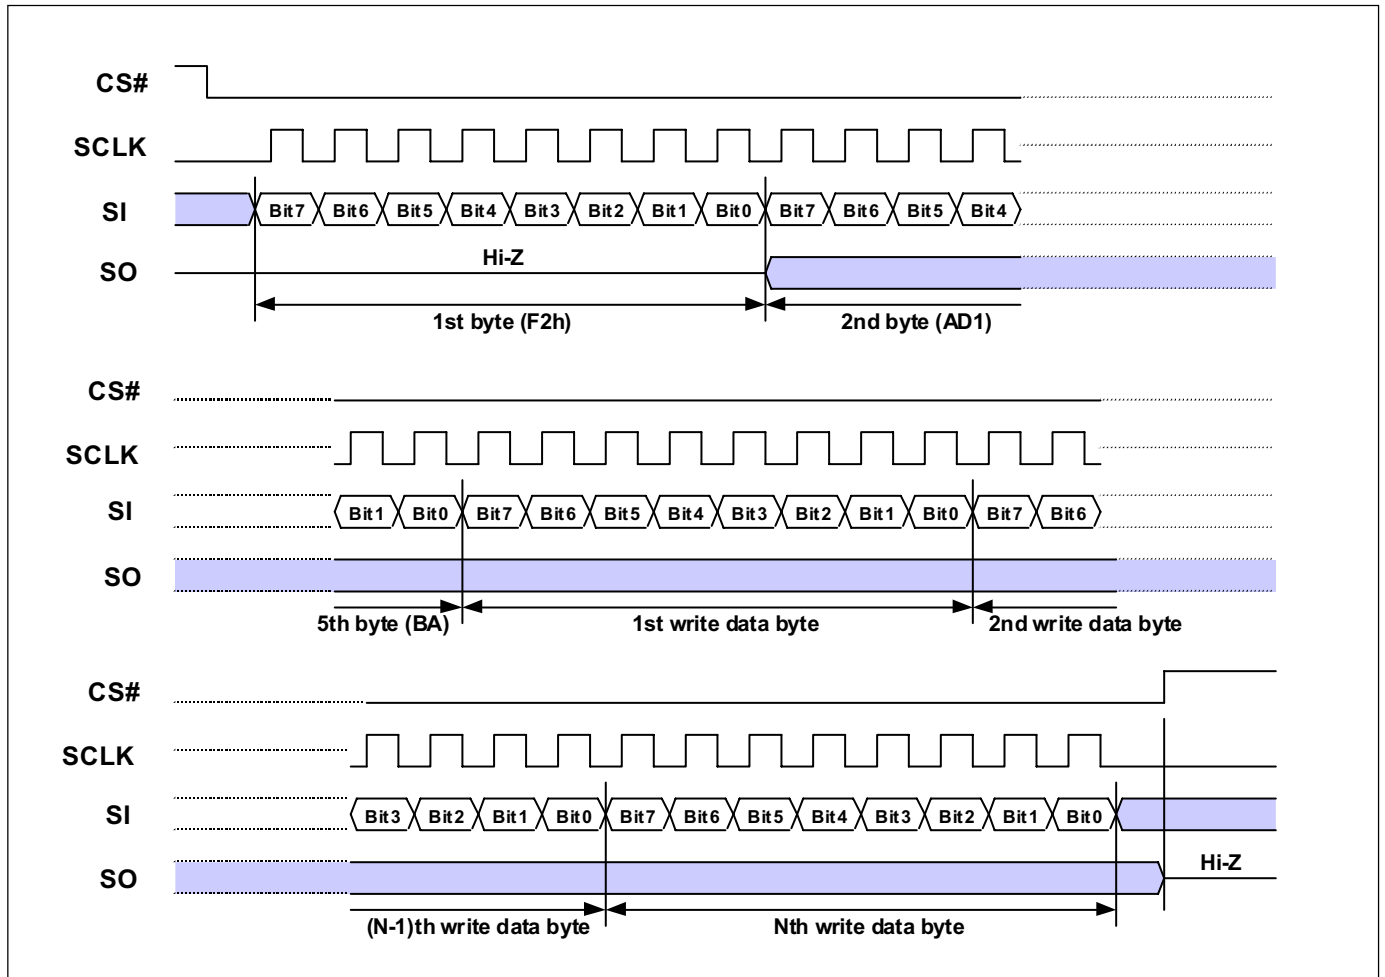 CS#
SCLK
SI Bit7 Bit6 Bit5 Bit4 Bit3 Bit2 Bit1 Bit0 Bit7 Bit6 Bit5 Bit4
Hi-Z
SO
1st byte (F2h) 2nd byte (AD1)
CS#
SCLK
SI Bit1 Bit0 Bit7 Bit6 Bit5 Bit4 Bit3 Bit2 Bit1 Bit0 Bit7 Bit6
SO
5th byte (BA) 1st write data byte 2nd write data byte
CS#
SCLK
SI Bit3 Bit2 Bit1 Bit0 Bit7 Bit6 Bit5 Bit4 Bit3 Bit2 Bit1 Bit0
Hi-Z
SO
(N-1)th write data byte Nth write data byte